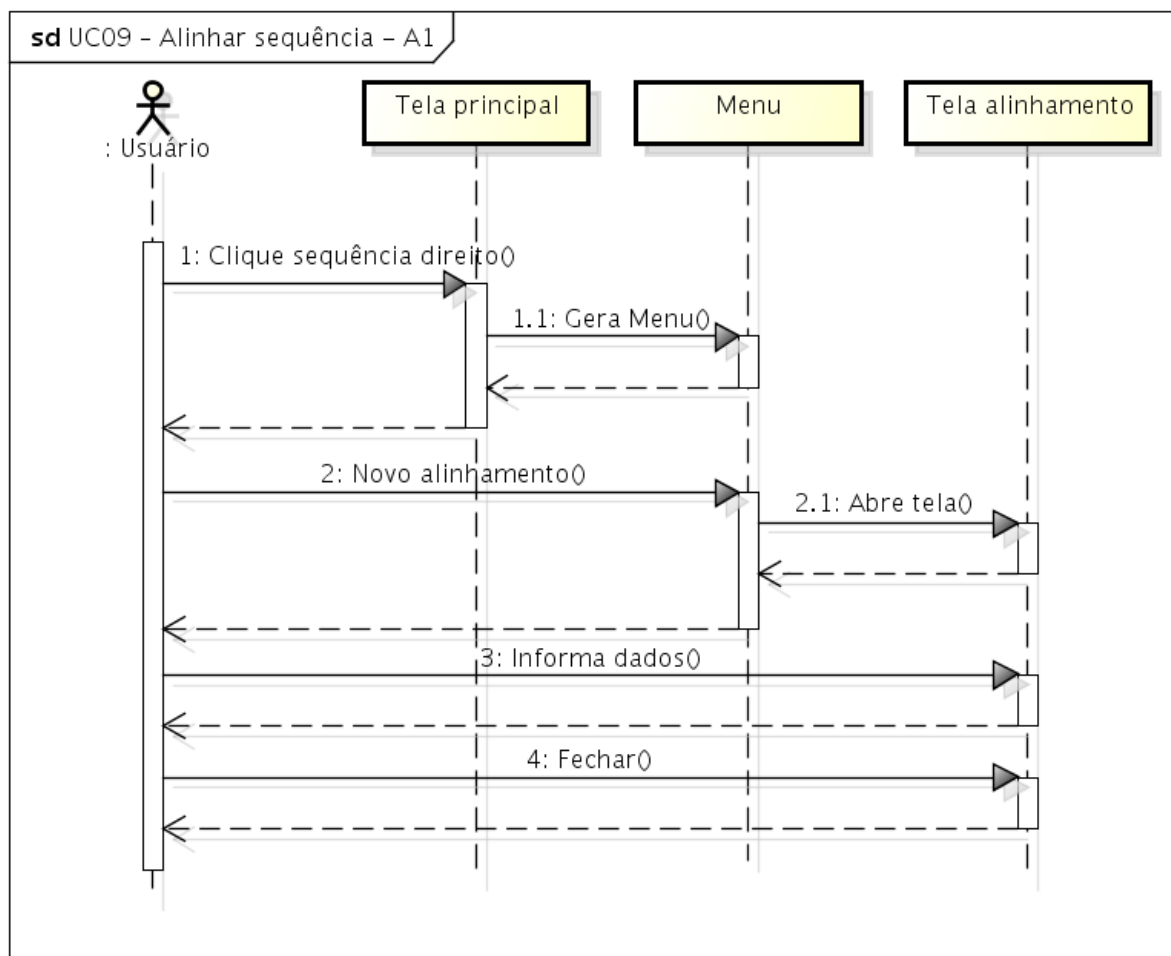 sd UC09 - Alinhar sequência - A1
: Usuário
Tela principal
Menu
Tela alinhamento
1: Clique sequência direito()
1.1: Gera Menu()
2: Novo alinhamento()
2.1: Abre tela()
3: Informa dados()
4: Fechar()